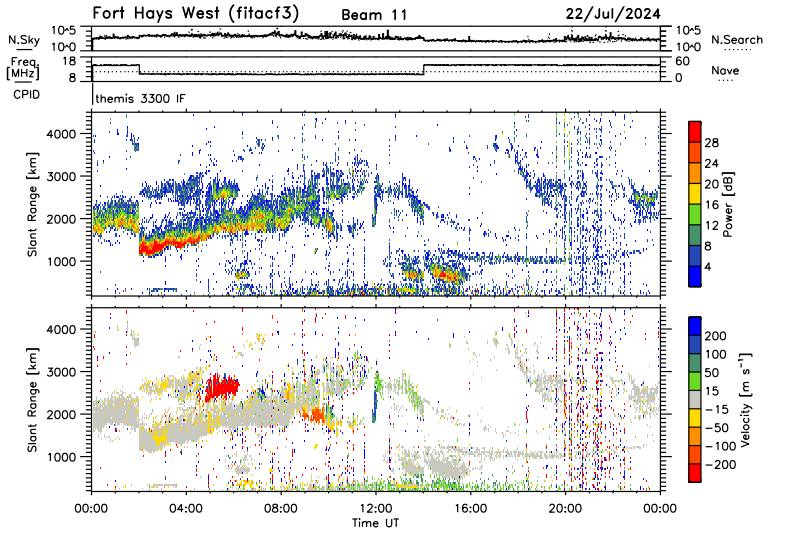 Fort Hays West (fitacf3) Beam 11 22/Jul/2024
N.Sky 10^5 10^0 10^5 10^0 N.Search
Freq. [MHz] 18 8 60 0 Nave
CPID themis 3300 IF
Slant Range [km] 4000 3000 2000 1000
Power [dB] 28 24 20 16 12 8 4
Slant Range [km] 4000 3000 2000 1000
Velocity [m s⁻¹] 200 100 50 15 −15 −50 −100 −200
00:00 04:00 08:00 12:00 16:00 20:00 00:00
Time UT